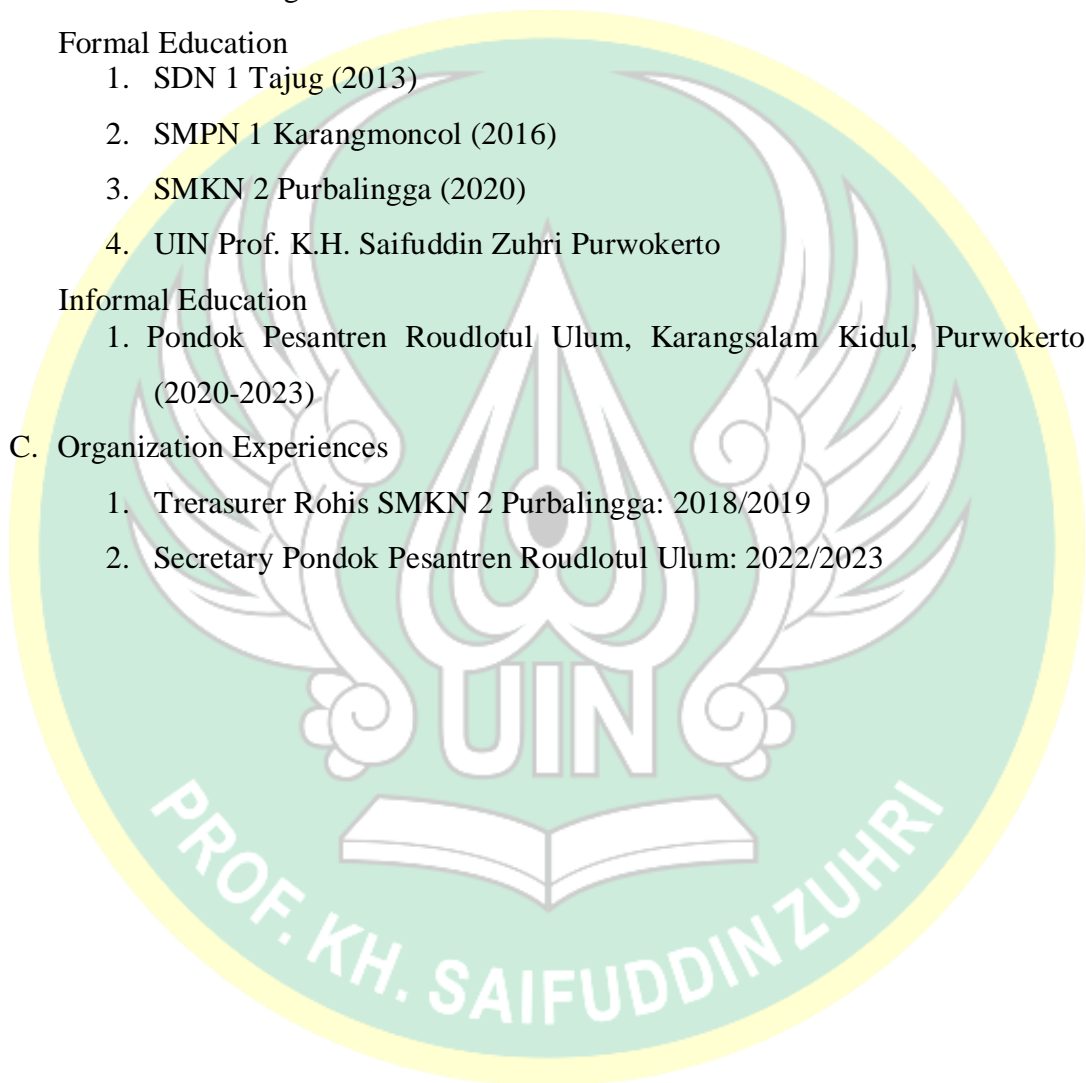 Formal Education
1. SDN 1 Tajug (2013)
2. SMPN 1 Karangmoncol (2016)
3. SMKN 2 Purbalingga (2020)
4. UIN Prof. K.H. Saifuddin Zuhri Purwokerto
Informal Education
1. Pondok Pesantren Roudlotul Ulum, Karangsalam Kidul, Purwokerto
(2020-2023)
C. Organization Experiences
1. Trerasurer Rohis SMKN 2 Purbalingga: 2018/2019
2. Secretary Pondok Pesantren Roudlotul Ulum: 2022/2023
UIN
PROF. KH. SAIFUDDIN ZUHRI